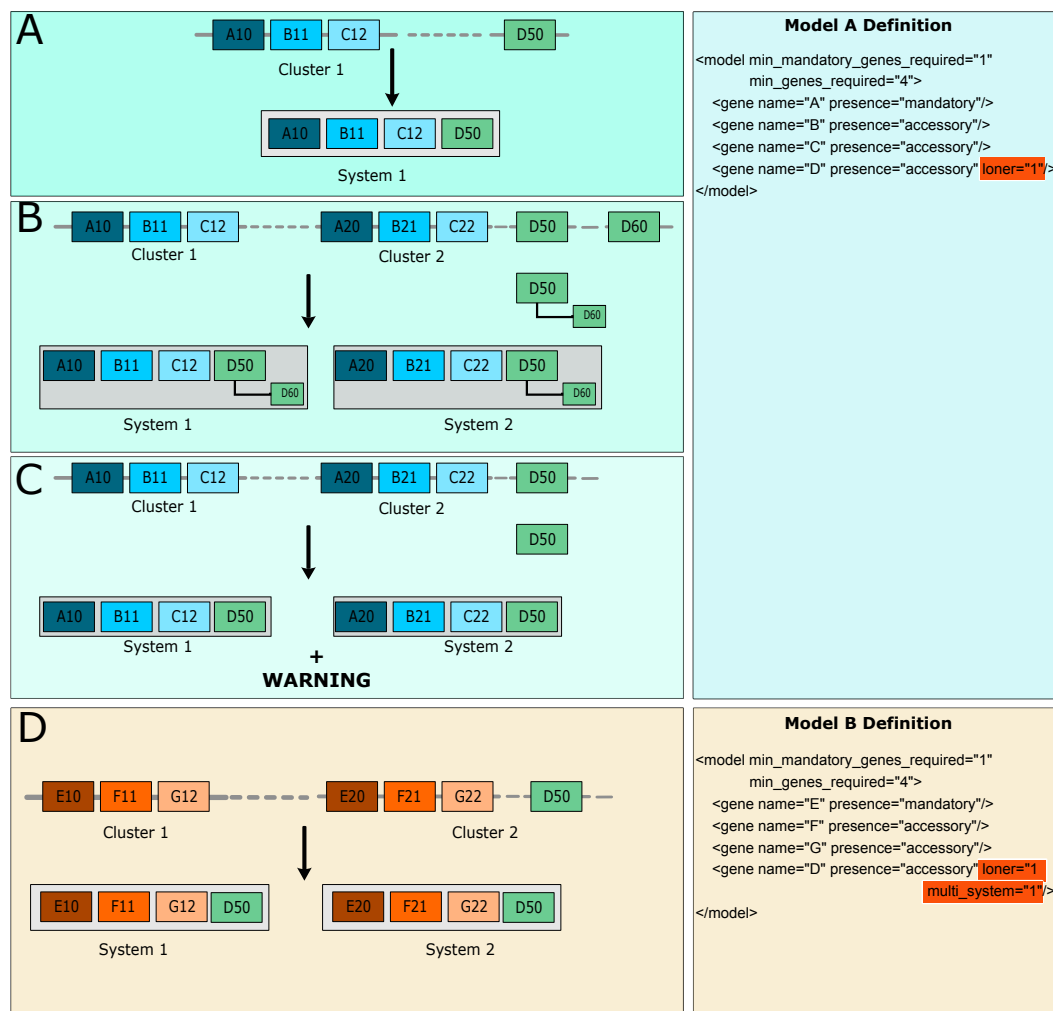 A
A10 B11 C12 D50
Cluster 1
A10 B11 C12 D50
System 1
B
A10 B11 C12 A20 B21 C22 D50 D60
Cluster 1 Cluster 2
D50
D60
A10 B11 C12 D50 A20 B21 C22 D50
D60 D60
System 1 System 2
C
A10 B11 C12 A20 B21 C22 D50
Cluster 1 Cluster 2
D50
A10 B11 C12 D50 A20 B21 C22 D50
System 1 System 2
+
WARNING
D
E10 F11 G12 E20 F21 G22 D50
Cluster 1 Cluster 2
E10 F11 G12 D50 E20 F21 G22 D50
System 1 System 2
Model A Definition
<model min_mandatory_genes_required="1"
min_genes_required="4">
<gene name="A" presence="mandatory"/>
<gene name="B" presence="accessory"/>
<gene name="C" presence="accessory"/>
<gene name="D" presence="accessory" loner="1"/>
</model>
Model B Definition
<model min_mandatory_genes_required="1"
min_genes_required="4">
<gene name="E" presence="mandatory"/>
<gene name="F" presence="accessory"/>
<gene name="G" presence="accessory"/>
<gene name="D" presence="accessory" loner="1
multi_system="1"/>
</model>